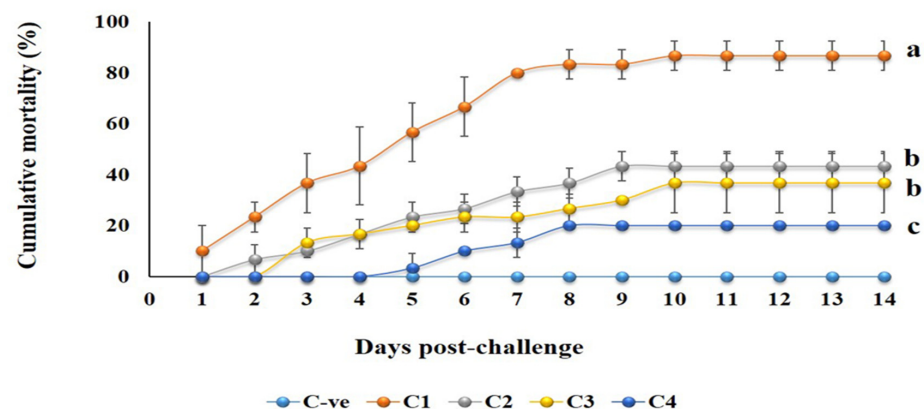 Cumulative mortality (%)
100
80
60
40
20
0
a
b
b
c
0 1 2 3 4 5 6 7 8 9 10 11 12 13 14
Days post-challenge
C-ve C1 C2 C3 C4